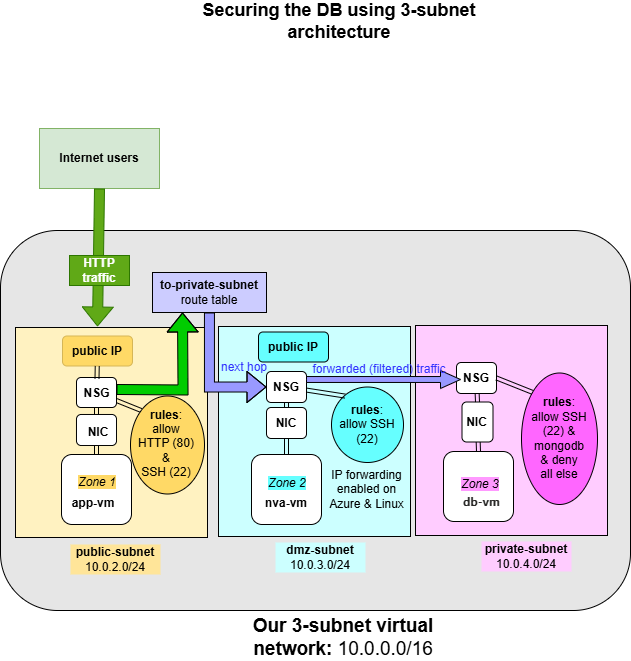 Securing the DB using 3-subnet
architecture
Internet users
HTTP
traffic
to-private-subnet
route table
public IP
public IP
next hop
forwarded (filtered) traffic
NSG
NSG
NSG
rules:
allow
HTTP (80)
&
SSH (22)
rules:
allow SSH
(22)
rules:
allow SSH
(22) &
mongodb
& deny
all else
NIC
NIC
NIC
Zone 1
app-vm
Zone 2
nva-vm
IP forwarding
enabled on
Azure & Linux
Zone 3
db-vm
public-subnet
10.0.2.0/24
dmz-subnet
10.0.3.0/24
private-subnet
10.0.4.0/24
Our 3-subnet virtual
network: 10.0.0.0/16